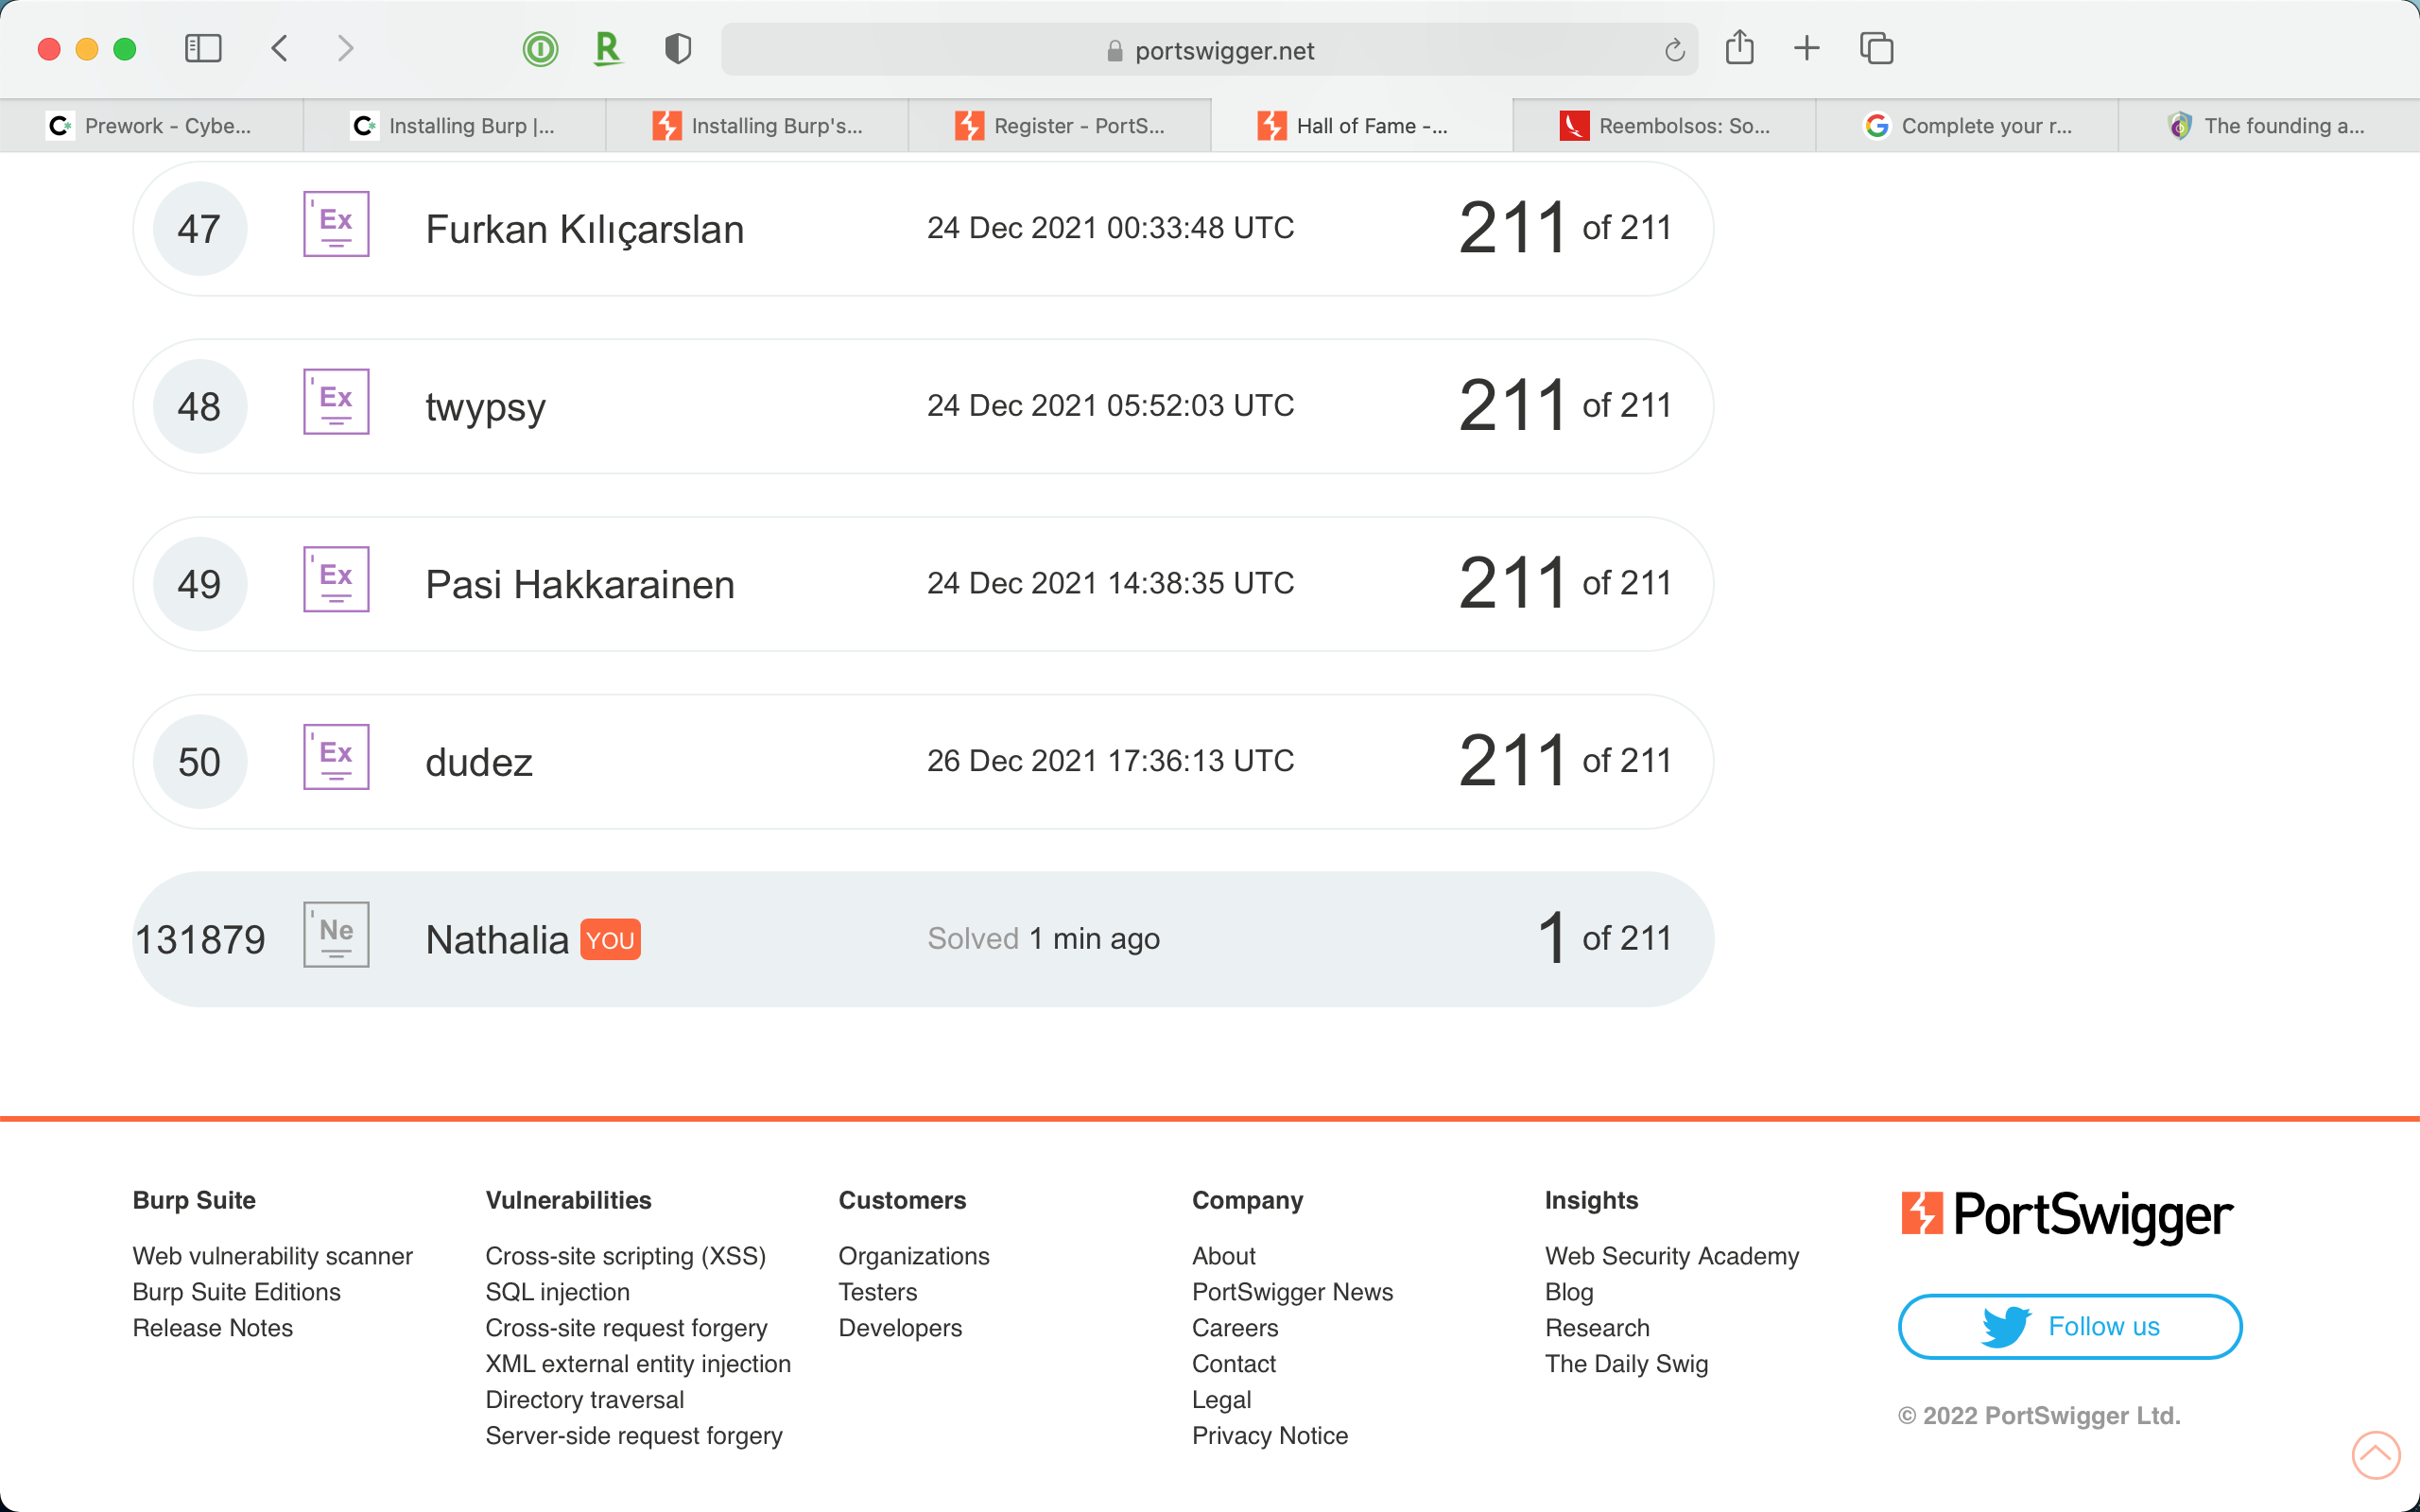 portswigger.net
Prework - Cybe...
Installing Burp |...
Installing Burp's...
Register - PortS...
Hall of Fame -...
Reembolsos: So...
Complete your r...
The founding a...
47 Ex Furkan Kılıçarslan 24 Dec 2021 00:33:48 UTC 211 of 211
48 Ex twypsy 24 Dec 2021 05:52:03 UTC 211 of 211
49 Ex Pasi Hakkarainen 24 Dec 2021 14:38:35 UTC 211 of 211
50 Ex dudez 26 Dec 2021 17:36:13 UTC 211 of 211
131879 Ne Nathalia YOU Solved 1 min ago 1 of 211
Burp Suite
Web vulnerability scanner
Burp Suite Editions
Release Notes
Vulnerabilities
Cross-site scripting (XSS)
SQL injection
Cross-site request forgery
XML external entity injection
Directory traversal
Server-side request forgery
Customers
Organizations
Testers
Developers
Company
About
PortSwigger News
Careers
Contact
Legal
Privacy Notice
Insights
Web Security Academy
Blog
Research
The Daily Swig
PortSwigger
Follow us
© 2022 PortSwigger Ltd.